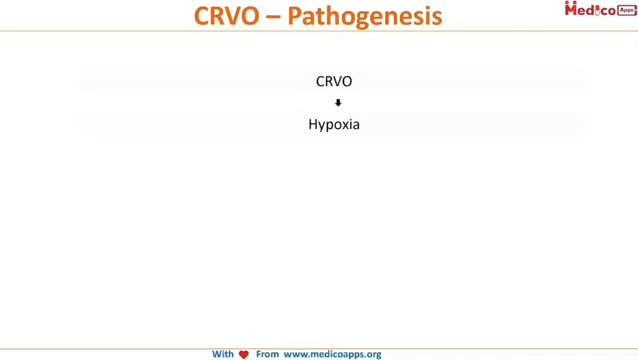 CRVO – Pathogenesis
Medico Apps
CRVO
Hypoxia
With From www.medicoapps.org